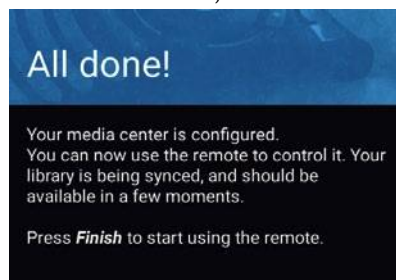 All done!
Your media center is configured.
You can now use the remote to control it. Your
library is being synced, and should be
available in a few moments.
Press Finish to start using the remote.